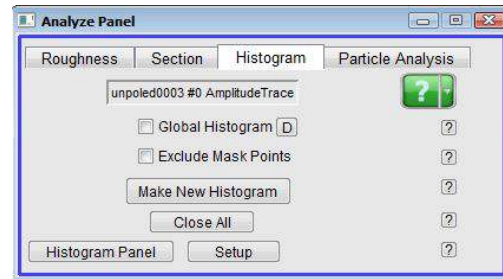 Analyze Panel
Roughness Section Histogram Particle Analysis
unpoled0003 #0 AmplitudeTrace ?
Global Histogram D ?
Exclude Mask Points ?
Make New Histogram ?
Close All ?
Histogram Panel Setup ?